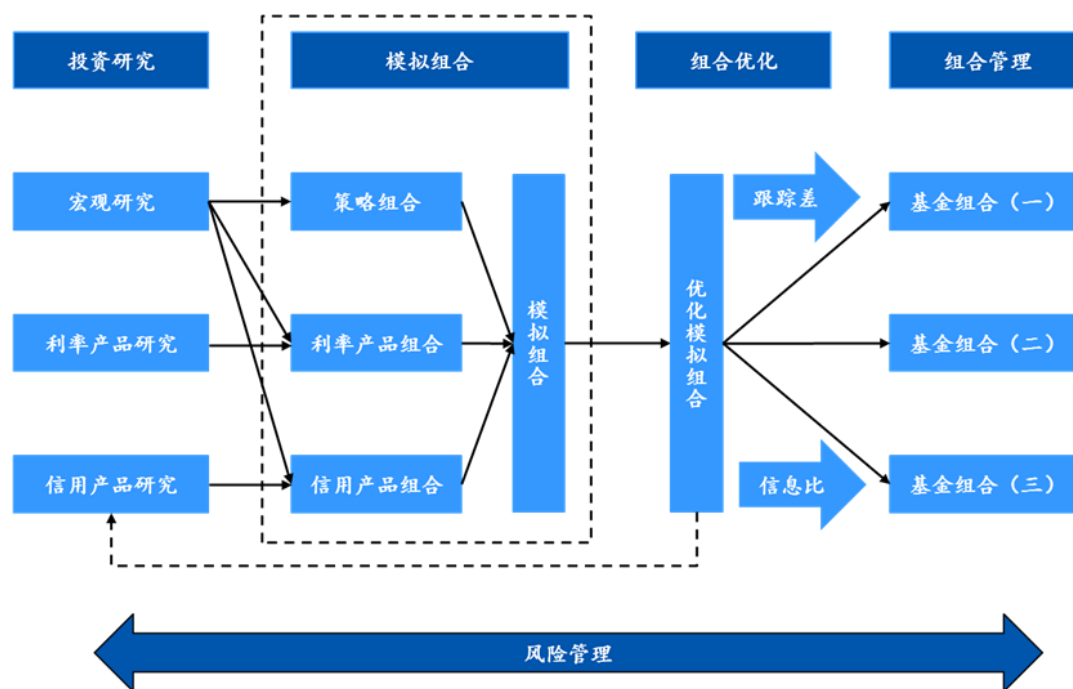 投资研究
模拟组合
组合优化
组合管理
宏观研究
策略组合
跟踪差
基金组合（一）
利率产品研究
利率产品组合
模拟组合
优化模拟组合
基金组合（二）
信用产品研究
信用产品组合
信息比
基金组合（三）
风险管理